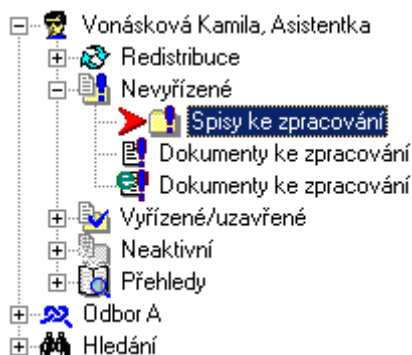 Vonásková Kamila, Asistentka
Redistribuce
Nevyřízené
Spisy ke zpracování
Dokumenty ke zpracování
Dokumenty ke zpracování
Vyřízené/uzavřené
Neaktivní
Přehledy
Odbor A
Hledání